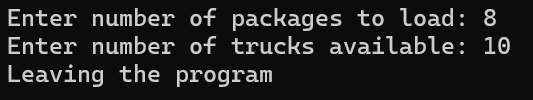 Enter number of packages to load: 8
Enter number of trucks available: 10
Leaving the program